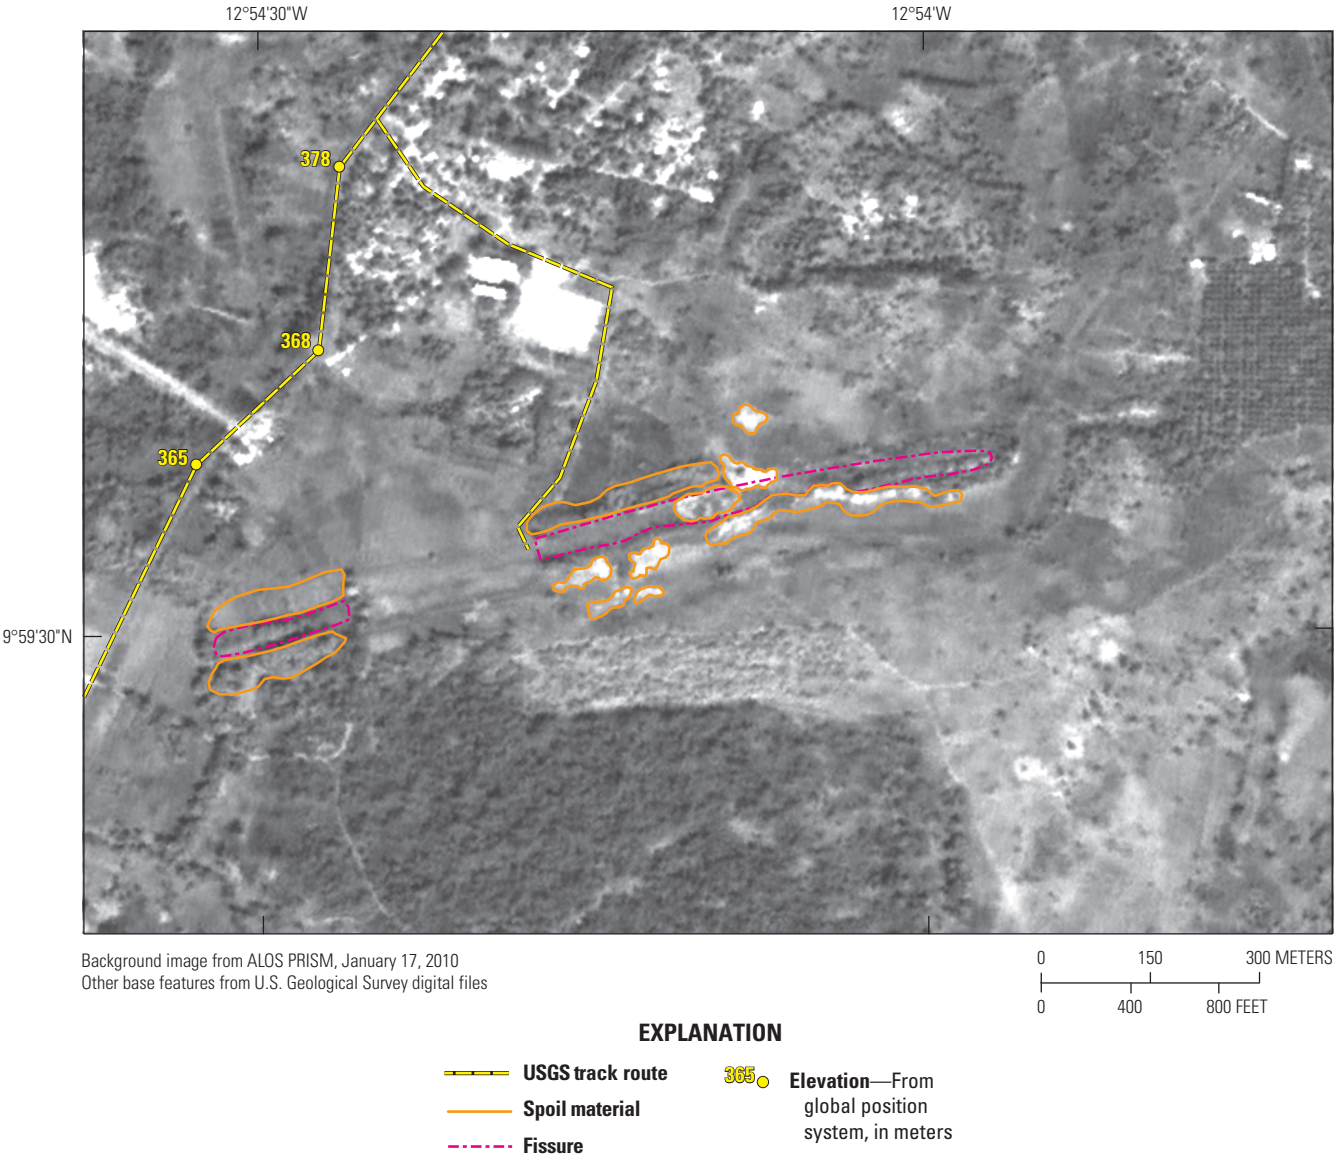 12°54'30"W
12°54'W
378
368
365
9°59'30"N
Background image from ALOS PRISM, January 17, 2010
Other base features from U.S. Geological Survey digital files
0 150 300 METERS
0 400 800 FEET
EXPLANATION
USGS track route
Spoil material
Fissure
365
Elevation—From
global position
system, in meters